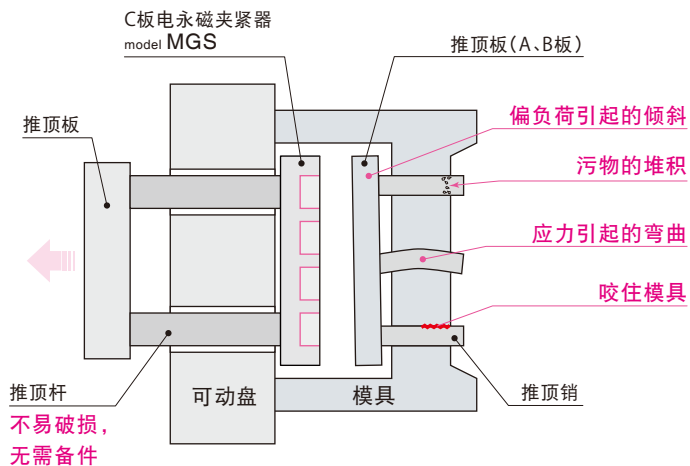 C板电永磁夹紧器
model MGS
推顶板(A、B板)
偏负荷引起的倾斜
推顶板
污物的堆积
应力引起的弯曲
咬住模具
推顶杆
可动盘
模具
推顶销
不易破损，
无需备件